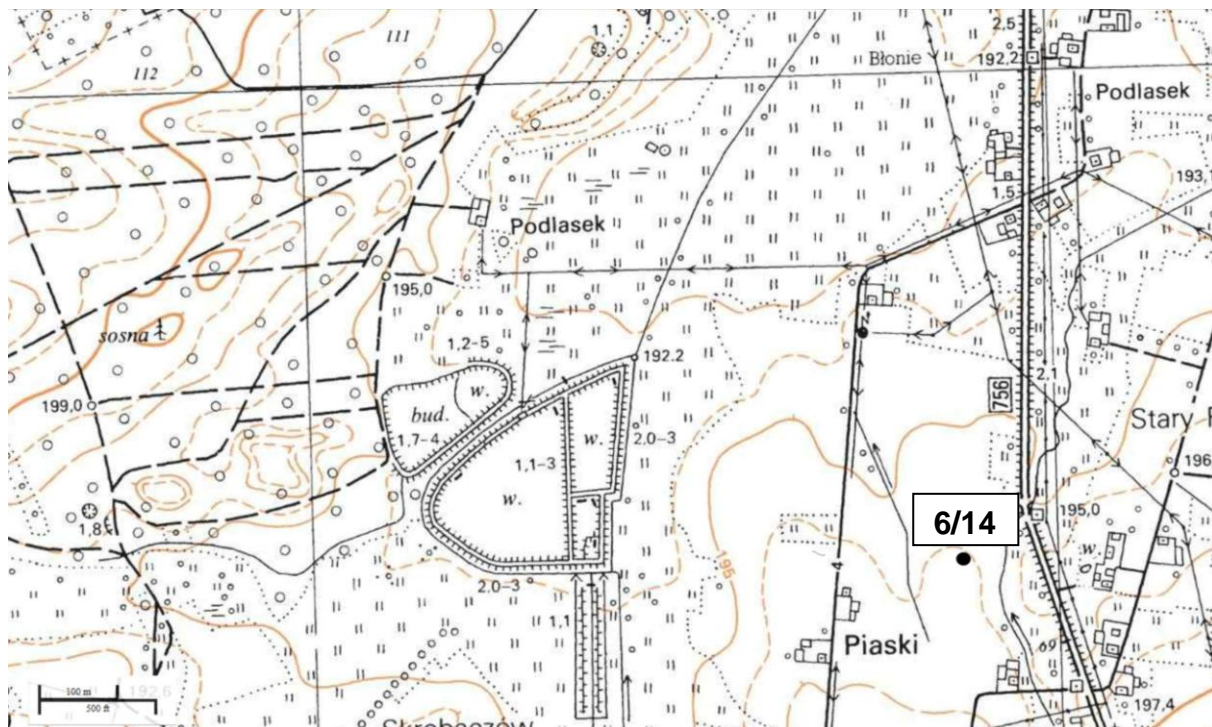 111
1,1
2,5
192,2
Błonie
112
Podlasek
1.5
193,1
Podlasek
195,0
sosna
1,2-5
192.2
w.
2,1
756
199,0
bud.
1.7-4
2.0-3
w.
Stary
1,1-3
196
w.
6/14
195,0
1.8
w.
195
4
2.0-3
1,1
Piaski
69
100 m
500 ft
192,6
197,4
Skrobaczów